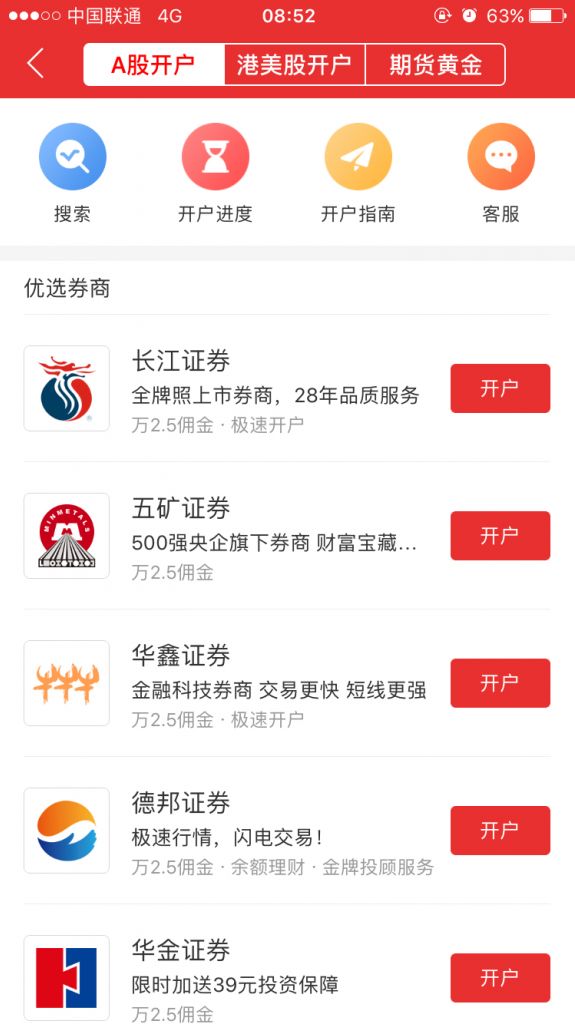 中国联通 4G 08:52 63%
A股开户 港美股开户 期货黄金
搜索 开户进度 开户指南 客服
优选券商
长江证券
全牌照上市券商，28年品质服务
万2.5佣金 · 极速开户
开户
MINMETALS
五矿证券
500强央企旗下券商 财富宝藏...
万2.5佣金
开户
华鑫证券
金融科技券商 交易更快 短线更强
万2.5佣金 · 极速开户
开户
德邦证券
极速行情，闪电交易！
万2.5佣金 · 余额理财 · 金牌投顾服务
开户
华金证券
限时加送39元投资保障
万2.5佣金
开户